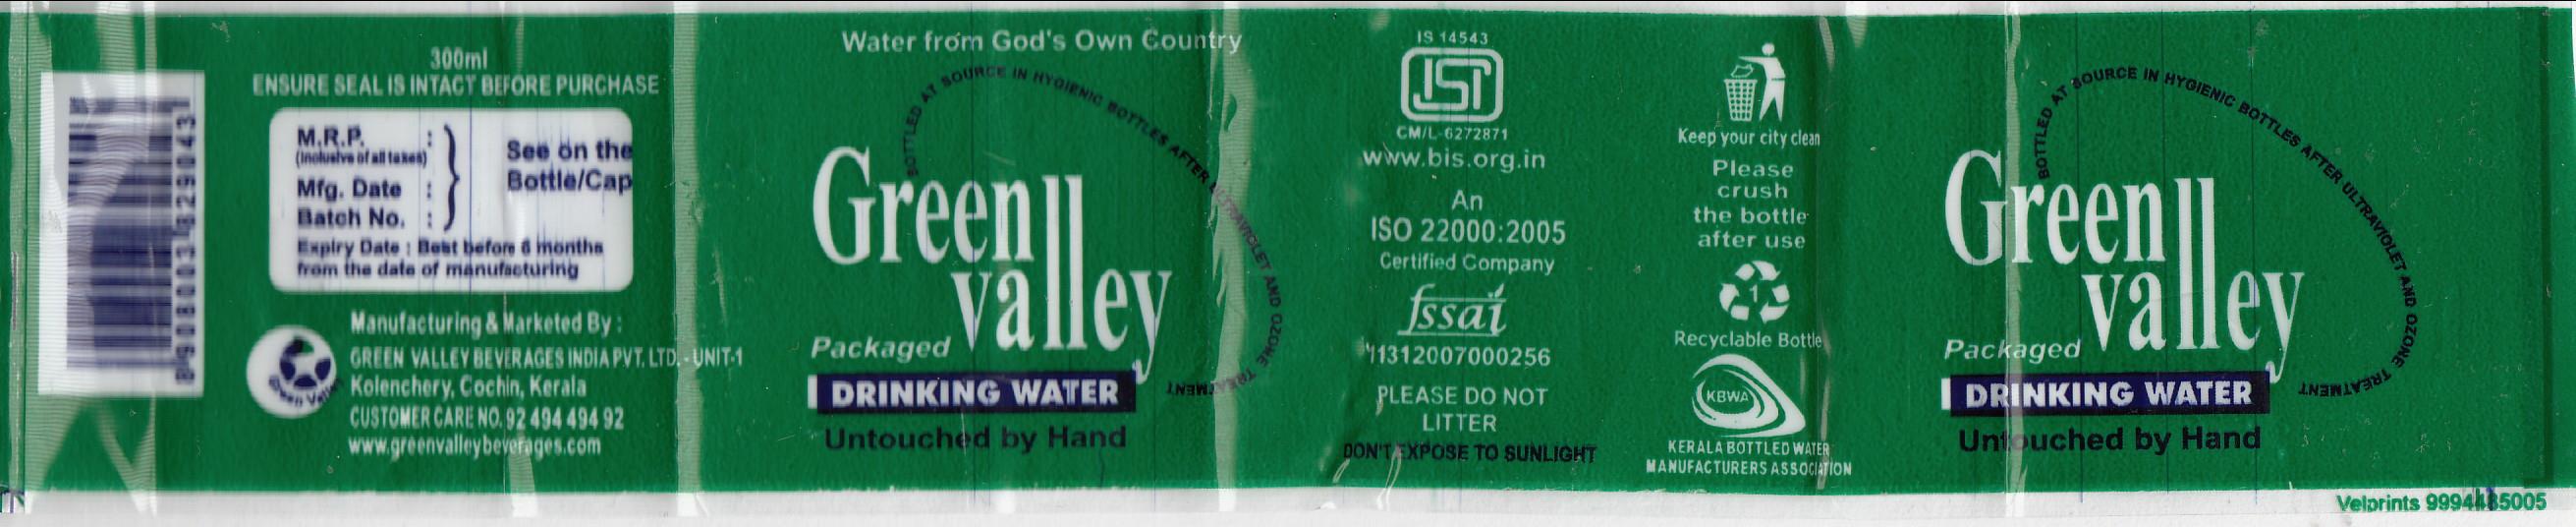 8908003829043
300ml
ENSURE SEAL IS INTACT BEFORE PURCHASE
M.R.P. :
(Inclusive of all taxes)
Mfg. Date :
Batch No. :
See on the
Bottle/Cap
Expiry Date : Best before 6 months
from the date of manufacturing
Green Valley
Manufacturing & Marketed By :
GREEN VALLEY BEVERAGES INDIA PVT. LTD. - UNIT-1
Kolenchery, Cochin, Kerala
CUSTOMER CARE NO. 92 494 494 92
www.greenvalleybeverages.com
Water from God's Own Country
BOTTLED AT SOURCE IN HYGIENIC BOTTLES AFTER ULTRAVIOLET AND OZONE TREATMENT
Green
valley
Packaged
DRINKING WATER
Untouched by Hand
IS 14543
ISI
CM/L-6272871
www.bis.org.in
An
ISO 22000:2005
Certified Company
fssai
11312007000256
PLEASE DO NOT
LITTER
DON'T EXPOSE TO SUNLIGHT
Keep your city clean
Please
crush
the bottle
after use
1
Recyclable Bottle
KBWA
KERALA BOTTLED WATER
MANUFACTURERS ASSOCIATION
BOTTLED AT SOURCE IN HYGIENIC BOTTLES AFTER ULTRAVIOLET AND OZONE TREATMENT
Green
valley
Packaged
DRINKING WATER
Untouched by Hand
Velprints 9994485005